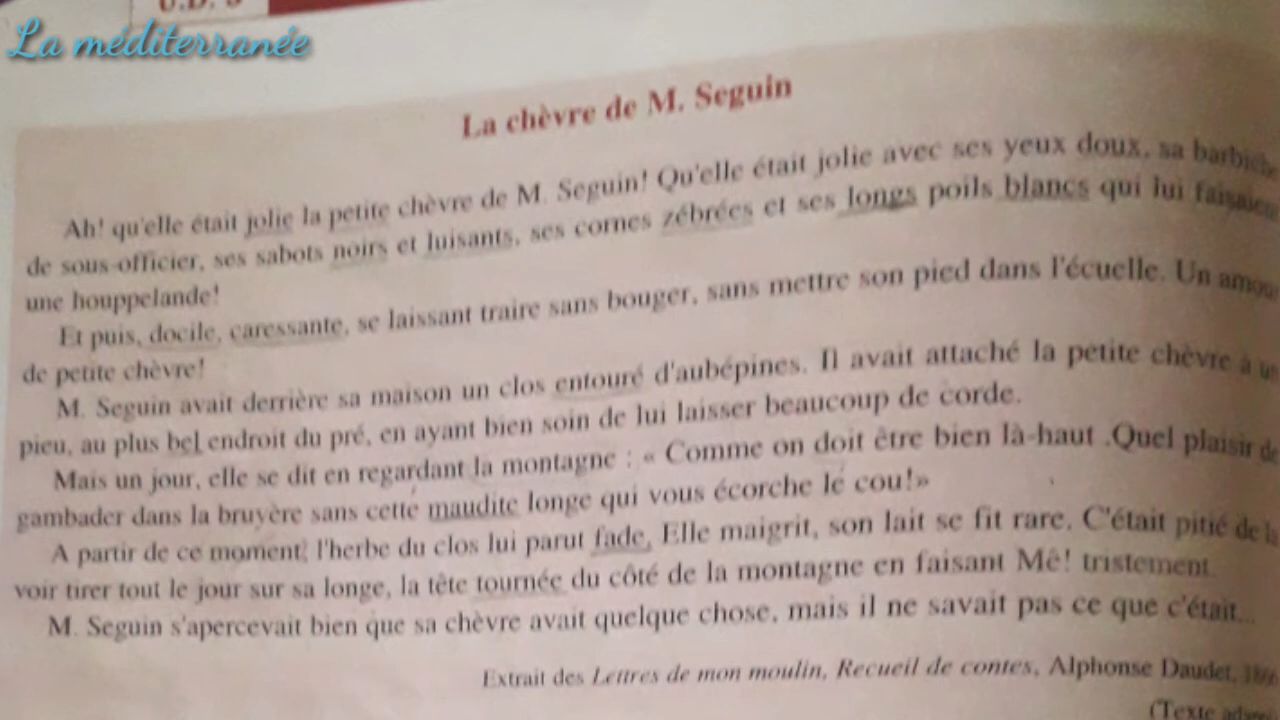 U.D. 3
La méditerranée
La chèvre de M. Seguin
Ah! qu'elle était jolie la petite chèvre de M. Seguin! Qu'elle était jolie avec ses yeux doux, sa barbiche
de sous-officier, ses sabots noirs et luisants, ses cornes zébrées et ses longs poils blancs qui lui faisaient
une houppelande!
Et puis, docile, caressante, se laissant traire sans bouger, sans mettre son pied dans l'écuelle. Un amour
de petite chèvre!
M. Seguin avait derrière sa maison un clos entouré d'aubépines. Il avait attaché la petite chèvre à un
pieu, au plus bel endroit du pré, en ayant bien soin de lui laisser beaucoup de corde.
Mais un jour, elle se dit en regardant la montagne : « Comme on doit être bien là-haut .Quel plaisir de
gambader dans la bruyère sans cette maudite longe qui vous écorche le cou!»
A partir de ce moment, l'herbe du clos lui parut fade. Elle maigrit, son lait se fit rare. C'était pitié de la
voir tirer tout le jour sur sa longe, la tête tournée du côté de la montagne en faisant Mê! tristement.
M. Seguin s'apercevait bien que sa chèvre avait quelque chose, mais il ne savait pas ce que c'était...
Extrait des Lettres de mon moulin, Recueil de contes, Alphonse Daudet,
(Texte